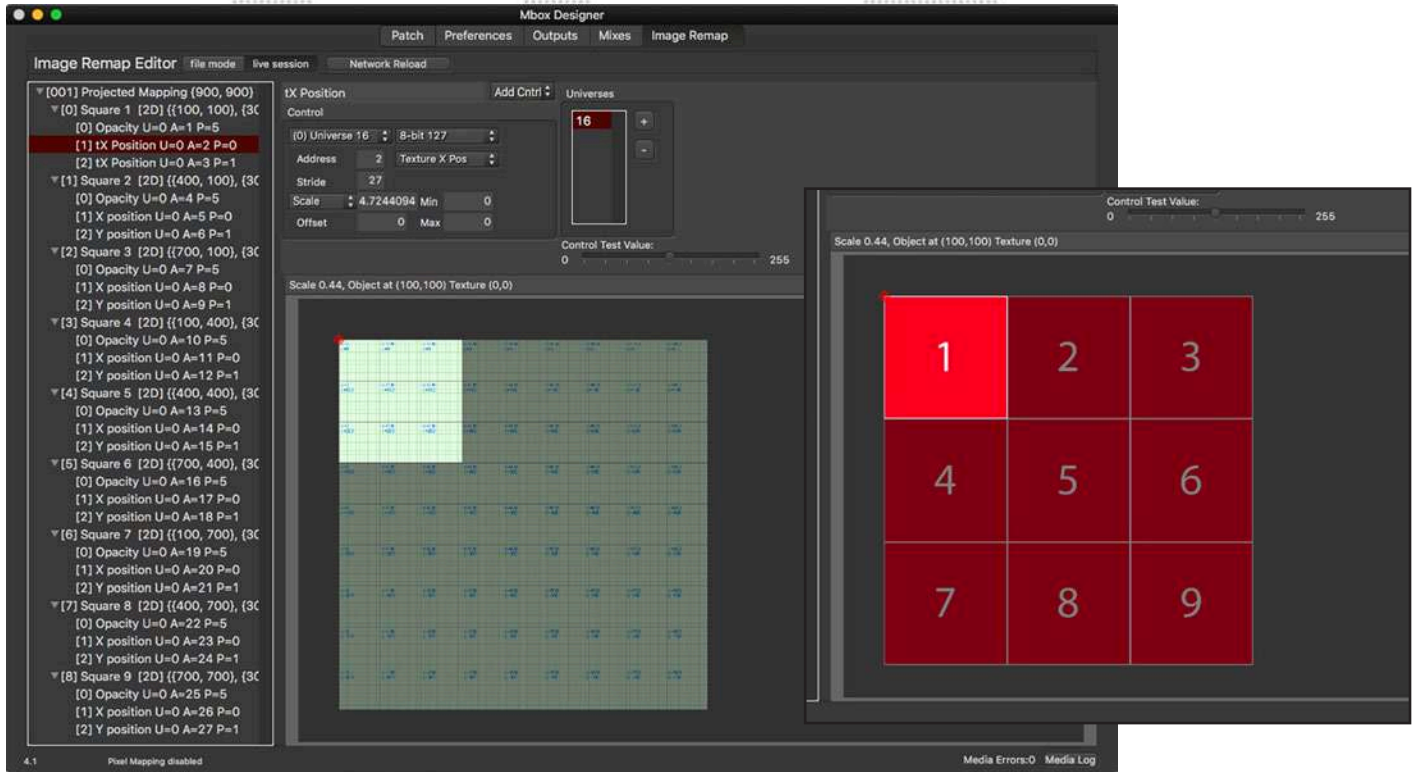 Mbox Designer
Patch Preferences Outputs Mixes Image Remap
Image Remap Editor file mode live session Network Reload
[001] Projected Mapping {900, 900}
[0] Square 1 [2D] {{100, 100}, {30
[0] Opacity U=0 A=1 P=5
[1] tX Position U=0 A=2 P=0
[2] tX Position U=0 A=3 P=1
[1] Square 2 [2D] {{400, 100}, {30
[0] Opacity U=0 A=4 P=5
[1] X position U=0 A=5 P=0
[2] Y position U=0 A=6 P=1
[2] Square 3 [2D] {{700, 100}, {30
[0] Opacity U=0 A=7 P=5
[1] X position U=0 A=8 P=0
[2] Y position U=0 A=9 P=1
[3] Square 4 [2D] {{100, 400}, {30
[0] Opacity U=0 A=10 P=5
[1] X position U=0 A=11 P=0
[2] Y position U=0 A=12 P=1
[4] Square 5 [2D] {{400, 400}, {30
[0] Opacity U=0 A=13 P=5
[1] X position U=0 A=14 P=0
[2] Y position U=0 A=15 P=1
[5] Square 6 [2D] {{700, 400}, {30
[0] Opacity U=0 A=16 P=5
[1] X position U=0 A=17 P=0
[2] Y position U=0 A=18 P=1
[6] Square 7 [2D] {{100, 700}, {30
[0] Opacity U=0 A=19 P=5
[1] X position U=0 A=20 P=0
[2] Y position U=0 A=21 P=1
[7] Square 8 [2D] {{400, 700}, {30
[0] Opacity U=0 A=22 P=5
[1] X position U=0 A=23 P=0
[2] Y position U=0 A=24 P=1
[8] Square 9 [2D] {{700, 700}, {30
[0] Opacity U=0 A=25 P=5
[1] X position U=0 A=26 P=0
[2] Y position U=0 A=27 P=1
tX Position Add Cntrl
Control
(0) Universe 16 8-bit 127
Address 2 Texture X Pos
Stride 27
Scale 4.7244094 Min 0
Offset 0 Max 0
Universes
16
+
-
Control Test Value:
0 255
Scale 0.44, Object at (100,100) Texture (0,0)
Control Test Value:
0 255
Scale 0.44, Object at (100,100) Texture (0,0)
1 2 3
4 5 6
7 8 9
4.1 Pixel Mapping disabled Media Errors:0 Media Log